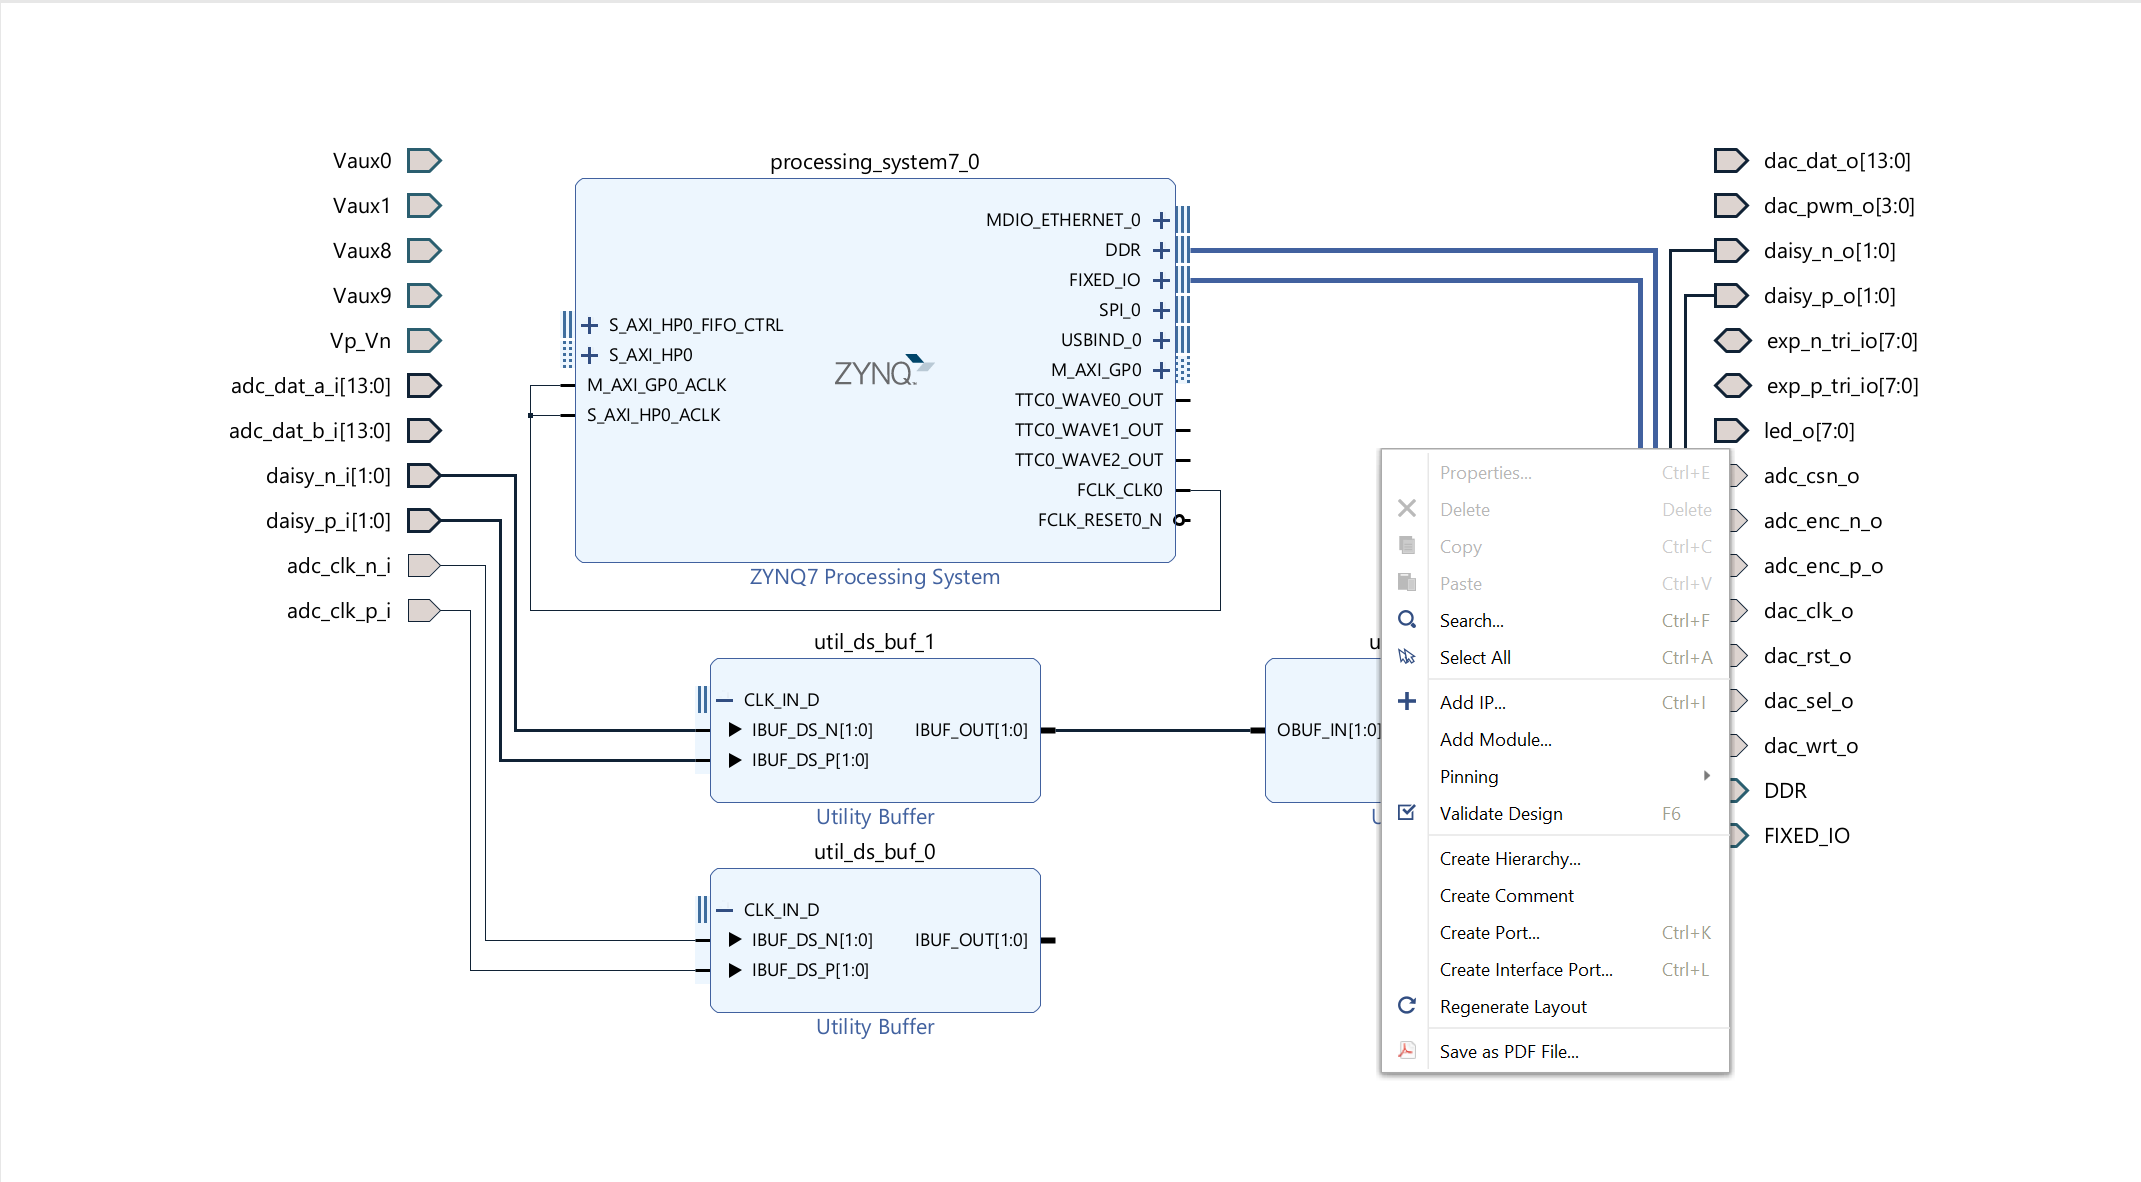 Vaux0
Vaux1
Vaux8
Vaux9
Vp_Vn
adc_dat_a_i[13:0]
adc_dat_b_i[13:0]
daisy_n_i[1:0]
daisy_p_i[1:0]
adc_clk_n_i
adc_clk_p_i
processing_system7_0
S_AXI_HP0_FIFO_CTRL
S_AXI_HP0
M_AXI_GP0_ACLK
S_AXI_HP0_ACLK
ZYNQ
MDIO_ETHERNET_0
DDR
FIXED_IO
SPI_0
USBIND_0
M_AXI_GP0
TTC0_WAVE0_OUT
TTC0_WAVE1_OUT
TTC0_WAVE2_OUT
FCLK_CLK0
FCLK_RESET0_N
ZYNQ7 Processing System
util_ds_buf_1
CLK_IN_D
IBUF_DS_N[1:0] IBUF_OUT[1:0]
IBUF_DS_P[1:0]
Utility Buffer
util_ds_buf_0
CLK_IN_D
IBUF_DS_N[1:0] IBUF_OUT[1:0]
IBUF_DS_P[1:0]
Utility Buffer
u
OBUF_IN[1:0]
U
Properties... Ctrl+E
Delete Delete
Copy Ctrl+C
Paste Ctrl+V
Search... Ctrl+F
Select All Ctrl+A
Add IP... Ctrl+I
Add Module...
Pinning
Validate Design F6
Create Hierarchy...
Create Comment
Create Port... Ctrl+K
Create Interface Port... Ctrl+L
Regenerate Layout
Save as PDF File...
dac_dat_o[13:0]
dac_pwm_o[3:0]
daisy_n_o[1:0]
daisy_p_o[1:0]
exp_n_tri_io[7:0]
exp_p_tri_io[7:0]
led_o[7:0]
adc_csn_o
adc_enc_n_o
adc_enc_p_o
dac_clk_o
dac_rst_o
dac_sel_o
dac_wrt_o
DDR
FIXED_IO